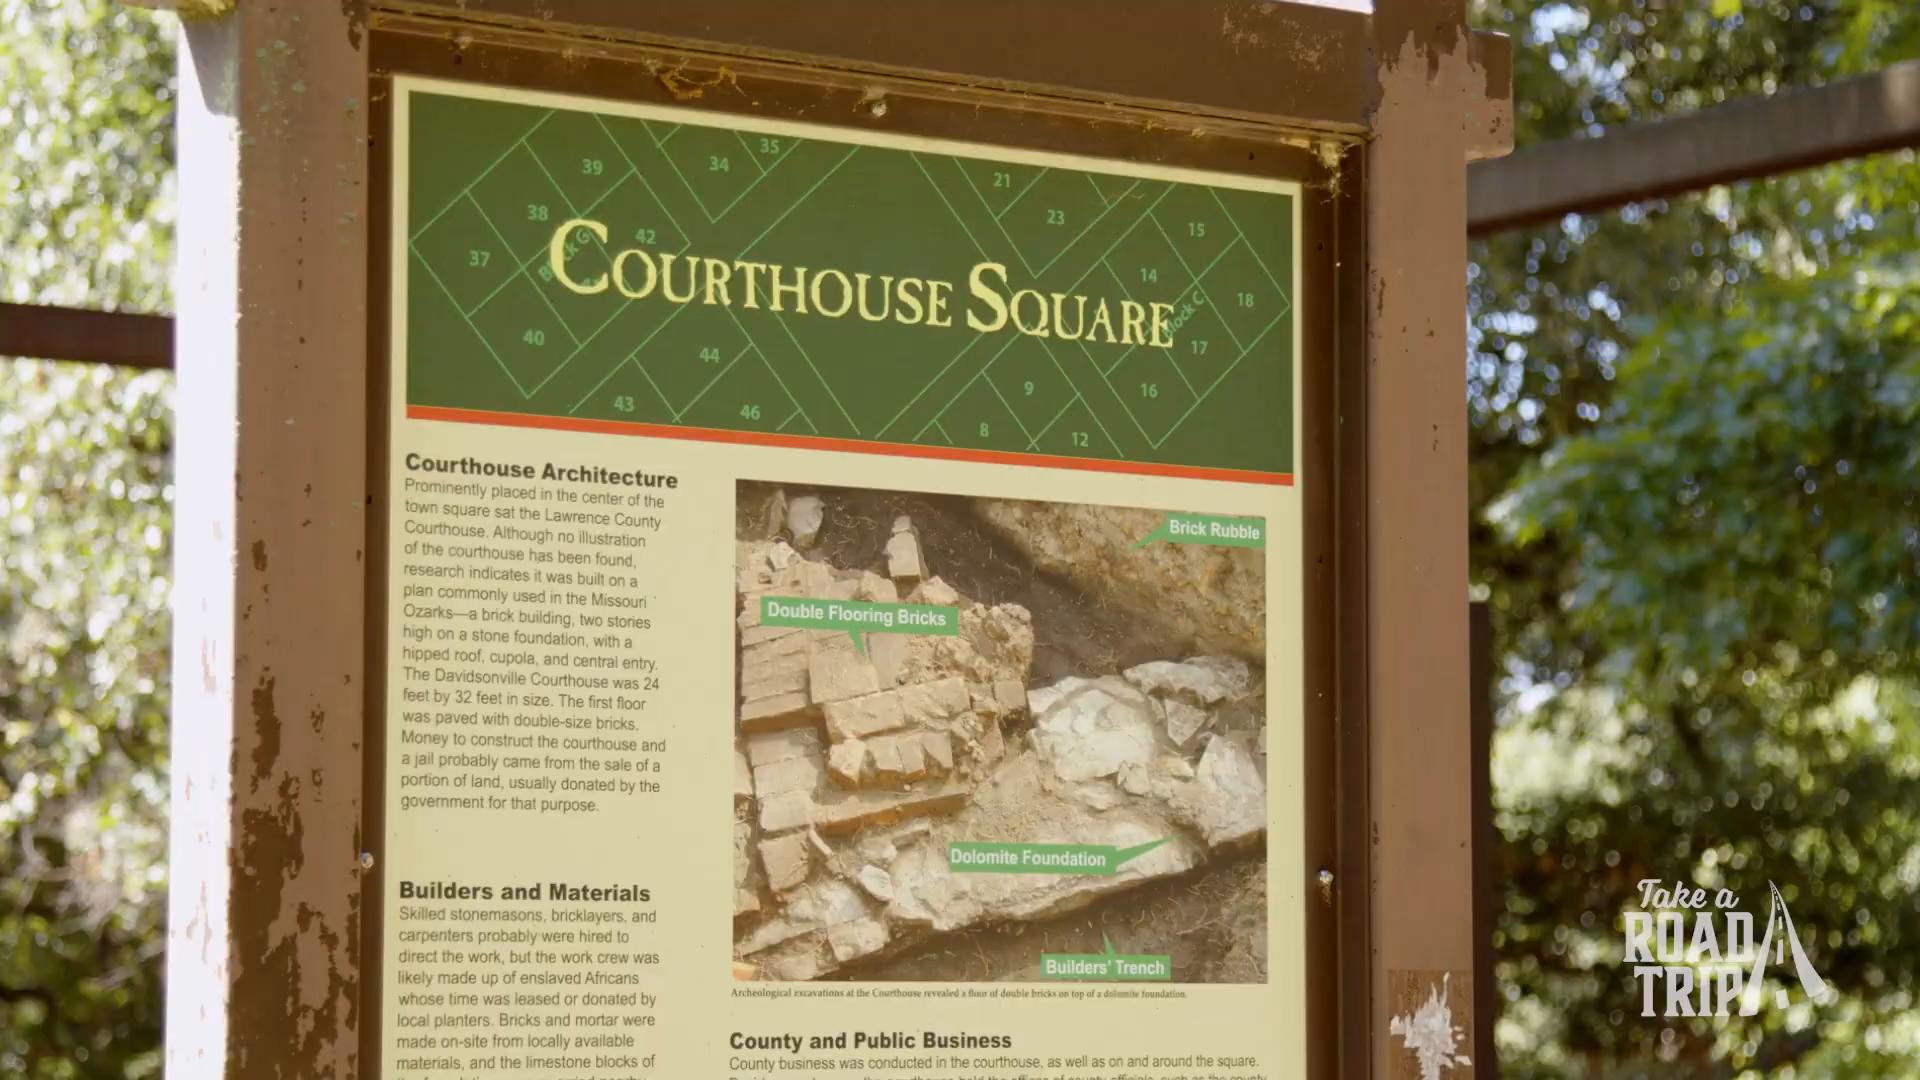 35
39
34
21
38
42
23
15
37
Block G
14
18
Block C
COURTHOUSE SQUARE
40
44
17
9
16
43
46
8
12
Courthouse Architecture
Prominently placed in the center of the
town square sat the Lawrence County
Courthouse. Although no illustration
of the courthouse has been found,
research indicates it was built on a
plan commonly used in the Missouri
Ozarks—a brick building, two stories
high on a stone foundation, with a
hipped roof, cupola, and central entry.
The Davidsonville Courthouse was 24
feet by 32 feet in size. The first floor
was paved with double-size bricks.
Money to construct the courthouse and
a jail probably came from the sale of a
portion of land, usually donated by the
government for that purpose.
Builders and Materials
Skilled stonemasons, bricklayers, and
carpenters probably were hired to
direct the work, but the work crew was
likely made up of enslaved Africans
whose time was leased or donated by
local planters. Bricks and mortar were
made on-site from locally available
materials, and the limestone blocks of
Brick Rubble
Double Flooring Bricks
Dolomite Foundation
Builders' Trench
Archeological excavations at the Courthouse revealed a floor of double bricks on top of a dolomite foundation.
County and Public Business
County business was conducted in the courthouse, as well as on and around the square.
Take a
ROAD
TRIP